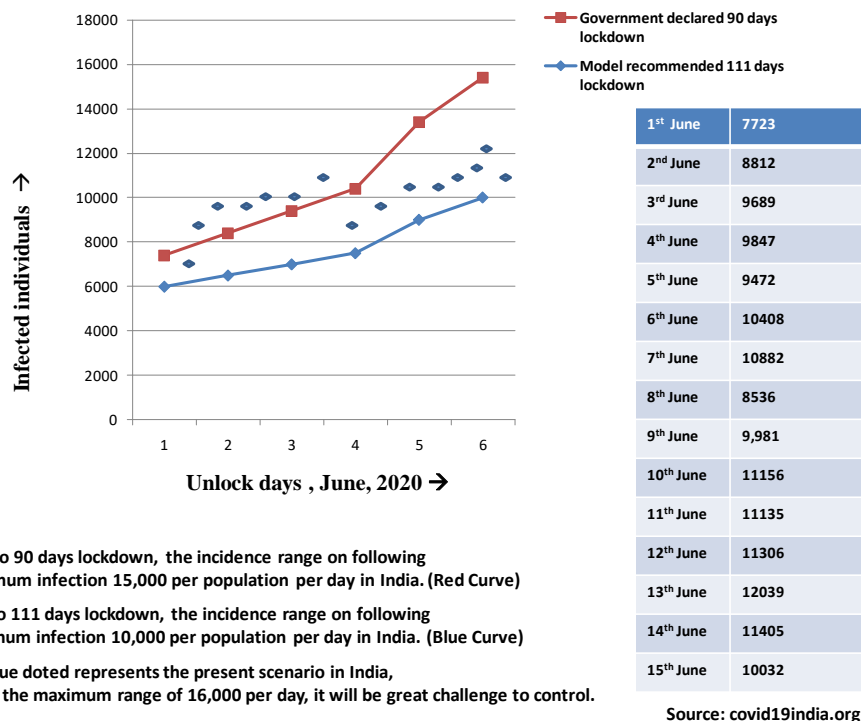 18000
16000
14000
12000
10000
8000
6000
4000
2000
0
1 2 3 4 5 6
Infected individuals →
Unlock days , June, 2020 →
Government declared 90 days
lockdown
Model recommended 111 days
lockdown
1st June 7723
2nd June 8812
3rd June 9689
4th June 9847
5th June 9472
6th June 10408
7th June 10882
8th June 8536
9th June 9,981
10th June 11156
11th June 11135
12th June 11306
13th June 12039
14th June 11405
15th June 10032
90 days lockdown, the incidence range on following
infection 15,000 per population per day in India. (Red Curve)
111 days lockdown, the incidence range on following
infection 10,000 per population per day in India. (Blue Curve)
doted represents the present scenario in India,
the maximum range of 16,000 per day, it will be great challenge to control.
Source: covid19india.org